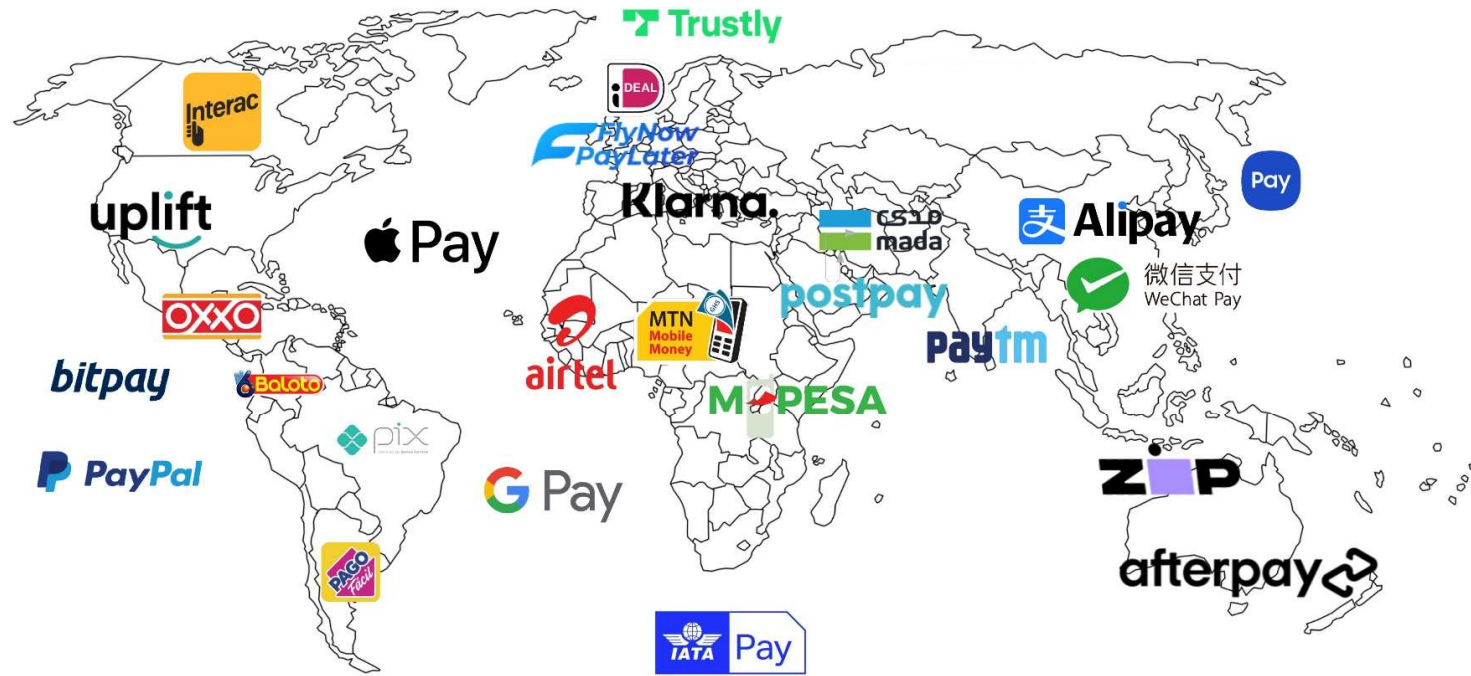 Trustly
iDEAL
Interac
FlyNow
PayLater
Pay
Klarna.
uplift
مدى
mada
支 Alipay
Pay
微信支付
WeChat Pay
postpay
OXXO
airtel
MTN
Mobile
Money
paytm
bitpay
Baloto
M-PESA
pix
PayPal
G Pay
ZIP
afterpay
PAGO
Fácil
IATA Pay